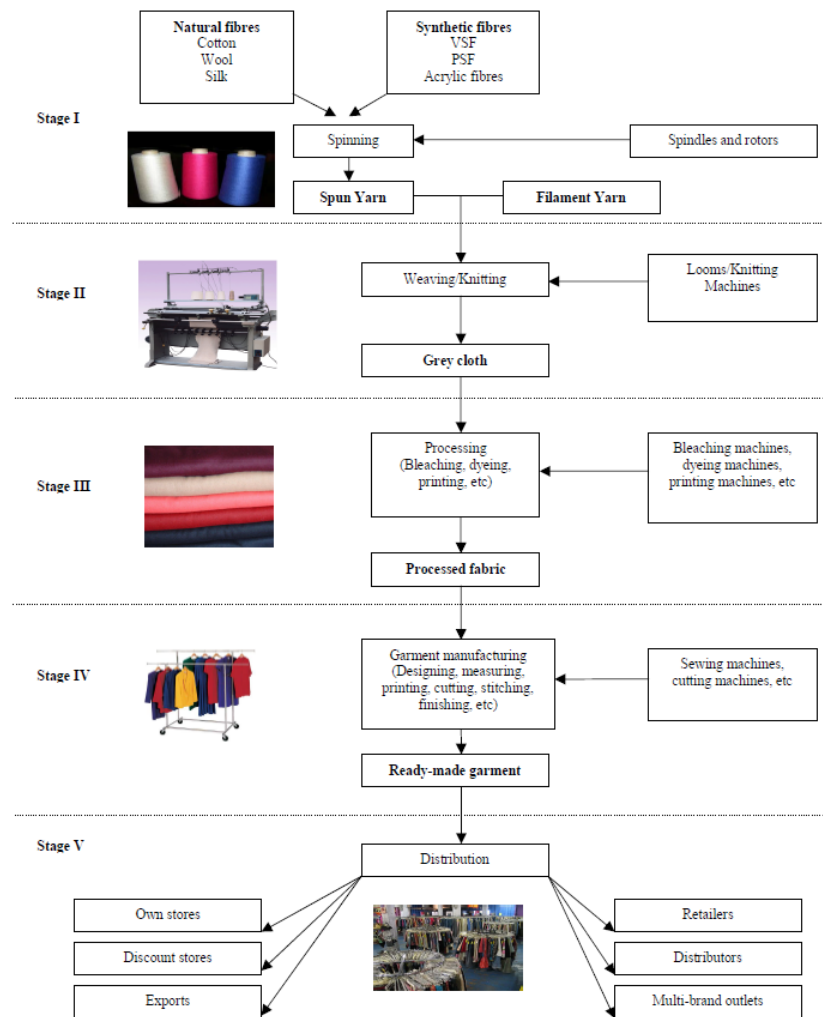 Natural fibres
Cotton
Wool
Silk
Synthetic fibres
VSF
PSF
Acrylic fibres
Stage I
Spinning
Spindles and rotors
Spun Yarn
Filament Yarn
Stage II
Weaving/Knitting
Looms/Knitting
Machines
Grey cloth
Stage III
Processing
(Bleaching, dyeing,
printing, etc)
Bleaching machines,
dyeing machines,
printing machines, etc
Processed fabric
Stage IV
Garment manufacturing
(Designing, measuring,
printing, cutting, stitching,
finishing, etc)
Sewing machines,
cutting machines, etc
Ready-made garment
Stage V
Distribution
Own stores
Retailers
Discount stores
Distributors
Exports
Multi-brand outlets